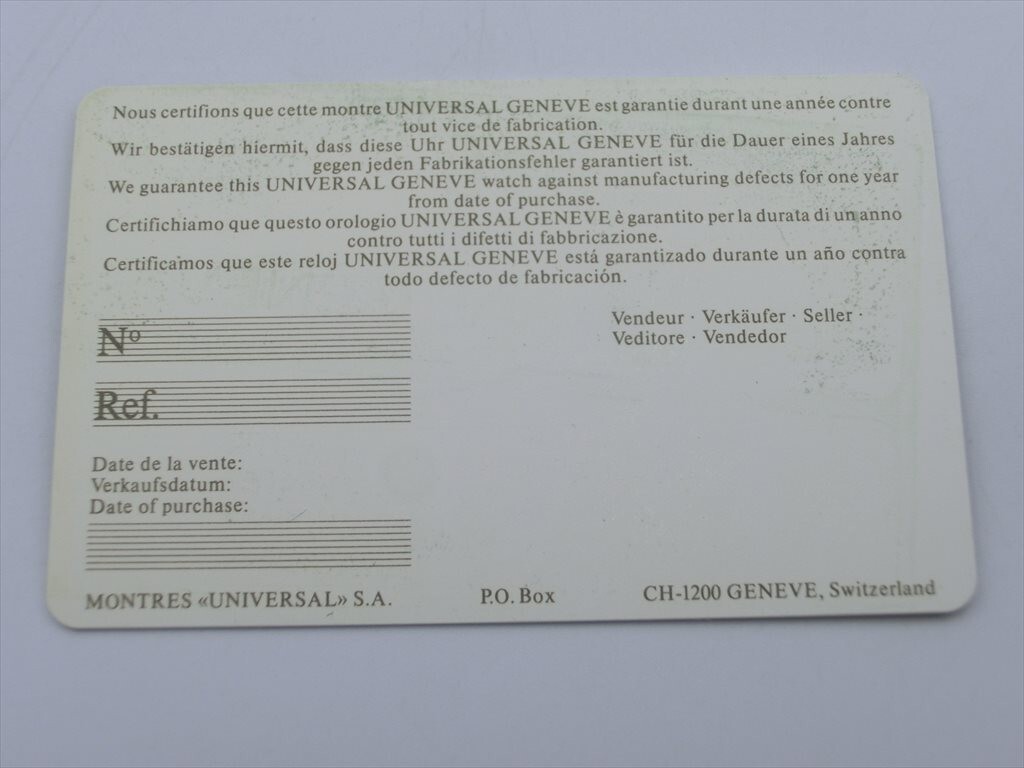 Nous certifions que cette montre UNIVERSAL GENEVE est garantie durant une année contre
tout vice de fabrication.
Wir bestätigen hiermit, dass diese Uhr UNIVERSAL GENEVE für die Dauer eines Jahres
gegen jeden Fabrikationsfehler garantiert ist.
We guarantee this UNIVERSAL GENEVE watch against manufacturing defects for one year
from date of purchase.
Certifichiamo que questo orologio UNIVERSAL GENEVE è garantito per la durata di un anno
contro tutti i difetti di fabbricazione.
Certificamos que este reloj UNIVERSAL GENEVE está garantizado durante un año contra
todo defecto de fabricación.
Nº
Ref.
Vendeur · Verkäufer · Seller ·
Veditore · Vendedor
Date de la vente:
Verkaufsdatum:
Date of purchase:
MONTRES «UNIVERSAL» S.A. P.O. Box CH-1200 GENEVE, Switzerland